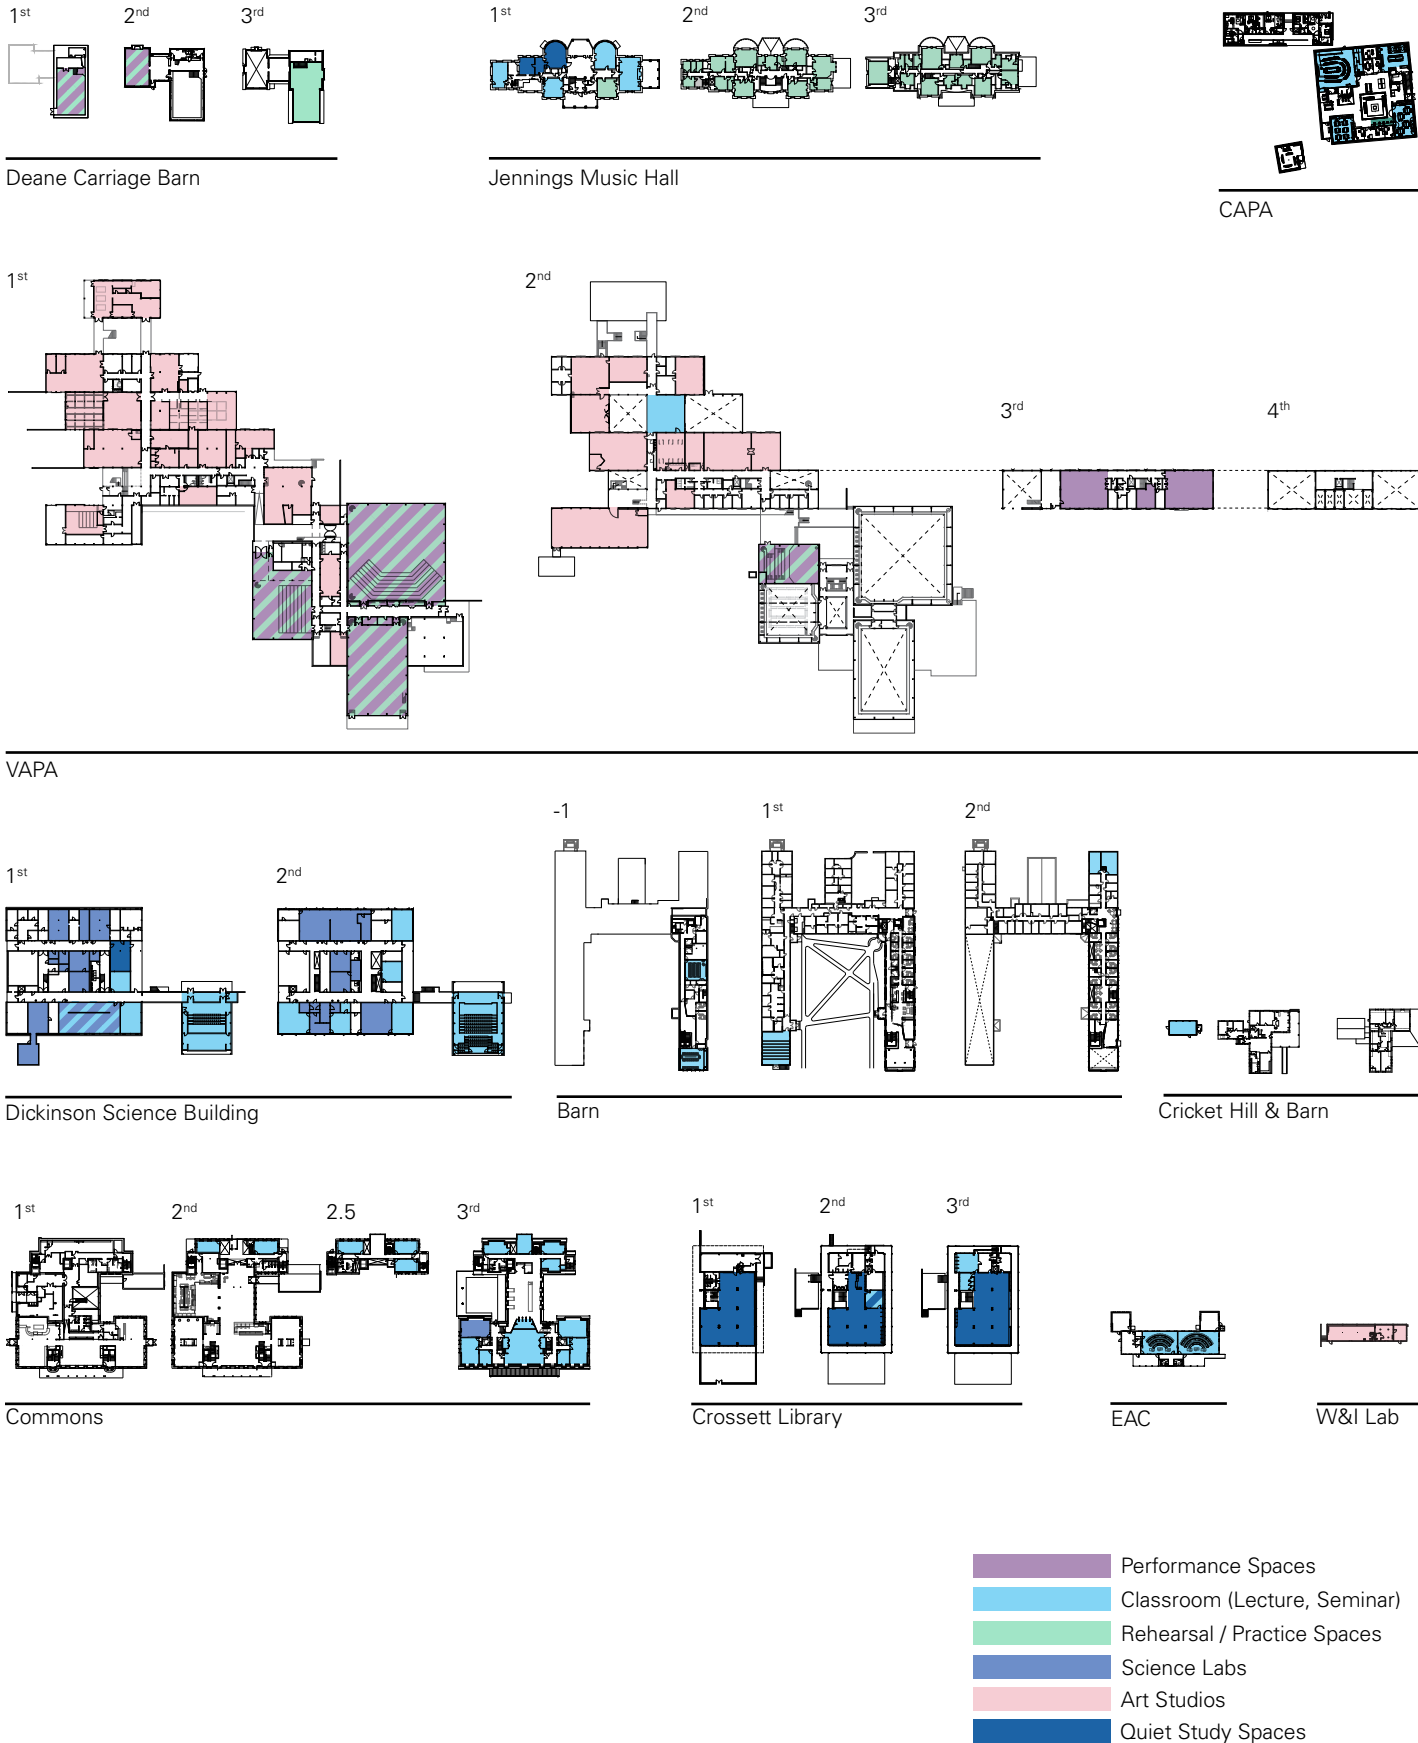 1st 2nd 3rd
1st 2nd 3rd
Deane Carriage Barn
Jennings Music Hall
CAPA
1st
2nd
3rd
4th
VAPA
-1 1st 2nd
1st 2nd
Dickinson Science Building
Barn
Cricket Hill & Barn
1st 2nd 2.5 3rd
1st 2nd 3rd
Commons
Crossett Library
EAC
W&I Lab
Performance Spaces
Classroom (Lecture, Seminar)
Rehearsal / Practice Spaces
Science Labs
Art Studios
Quiet Study Spaces